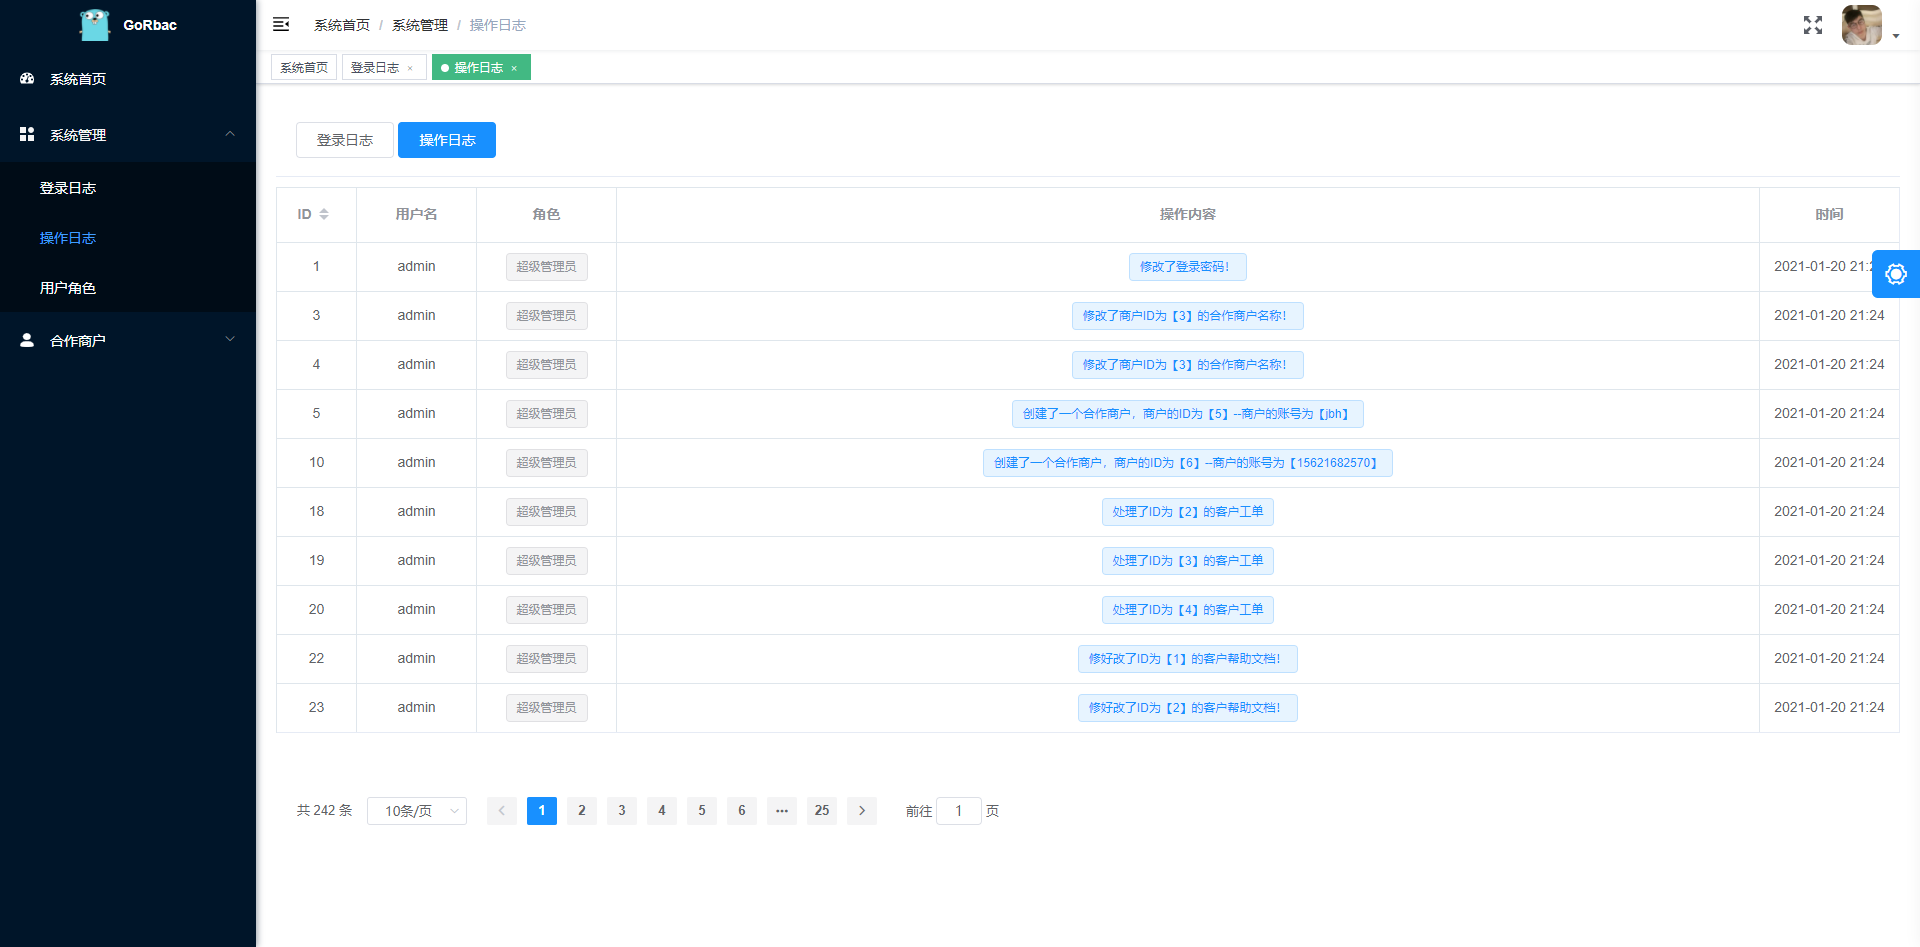 GoRbac
系统首页
系统管理
登录日志
操作日志
用户角色
合作商户
系统首页 / 系统管理 / 操作日志
系统首页 登录日志 × 操作日志 ×
登录日志 操作日志
ID 用户名 角色 操作内容 时间
1 admin 超级管理员 修改了登录密码！ 2021-01-20 21:2
3 admin 超级管理员 修改了商户ID为【3】的合作商户名称！ 2021-01-20 21:24
4 admin 超级管理员 修改了商户ID为【3】的合作商户名称！ 2021-01-20 21:24
5 admin 超级管理员 创建了一个合作商户，商户的ID为【5】--商户的账号为【jbh】 2021-01-20 21:24
10 admin 超级管理员 创建了一个合作商户，商户的ID为【6】--商户的账号为【15621682570】 2021-01-20 21:24
18 admin 超级管理员 处理了ID为【2】的客户工单 2021-01-20 21:24
19 admin 超级管理员 处理了ID为【3】的客户工单 2021-01-20 21:24
20 admin 超级管理员 处理了ID为【4】的客户工单 2021-01-20 21:24
22 admin 超级管理员 修好改了ID为【1】的客户帮助文档！ 2021-01-20 21:24
23 admin 超级管理员 修好改了ID为【2】的客户帮助文档！ 2021-01-20 21:24
共 242 条 10条/页 1 2 3 4 5 6 ••• 25 前往 1 页